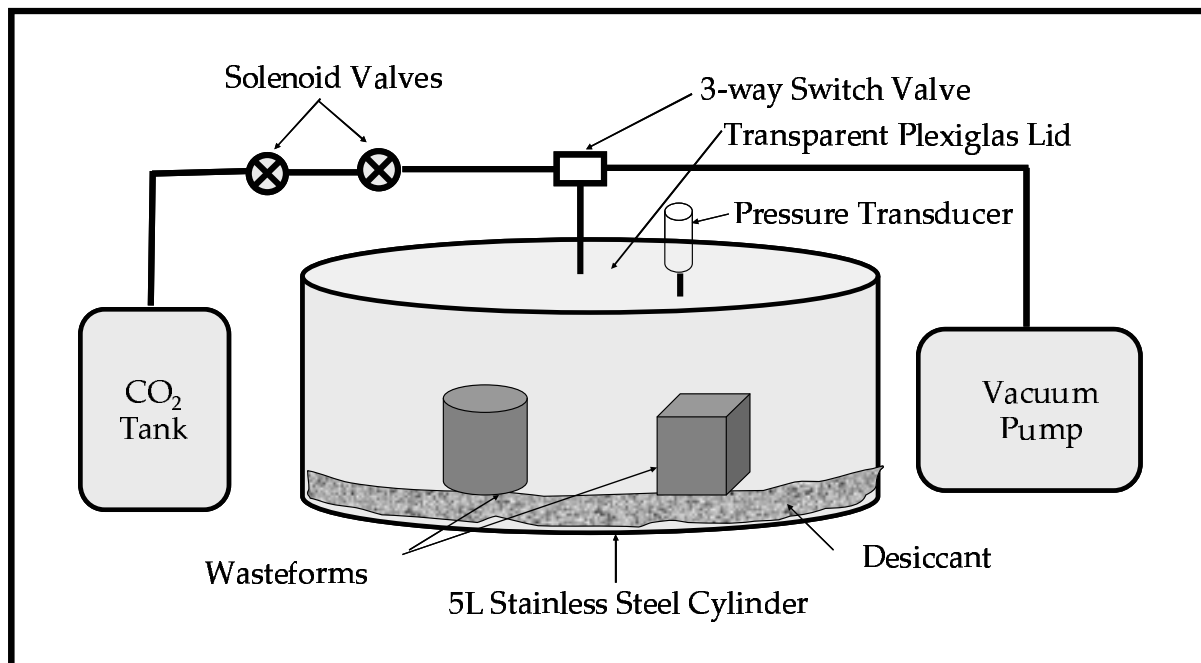 Solenoid Valves
3-way Switch Valve
Transparent Plexiglas Lid
Pressure Transducer
CO₂
Tank
Vacuum
Pump
Wasteforms
Desiccant
5L Stainless Steel Cylinder